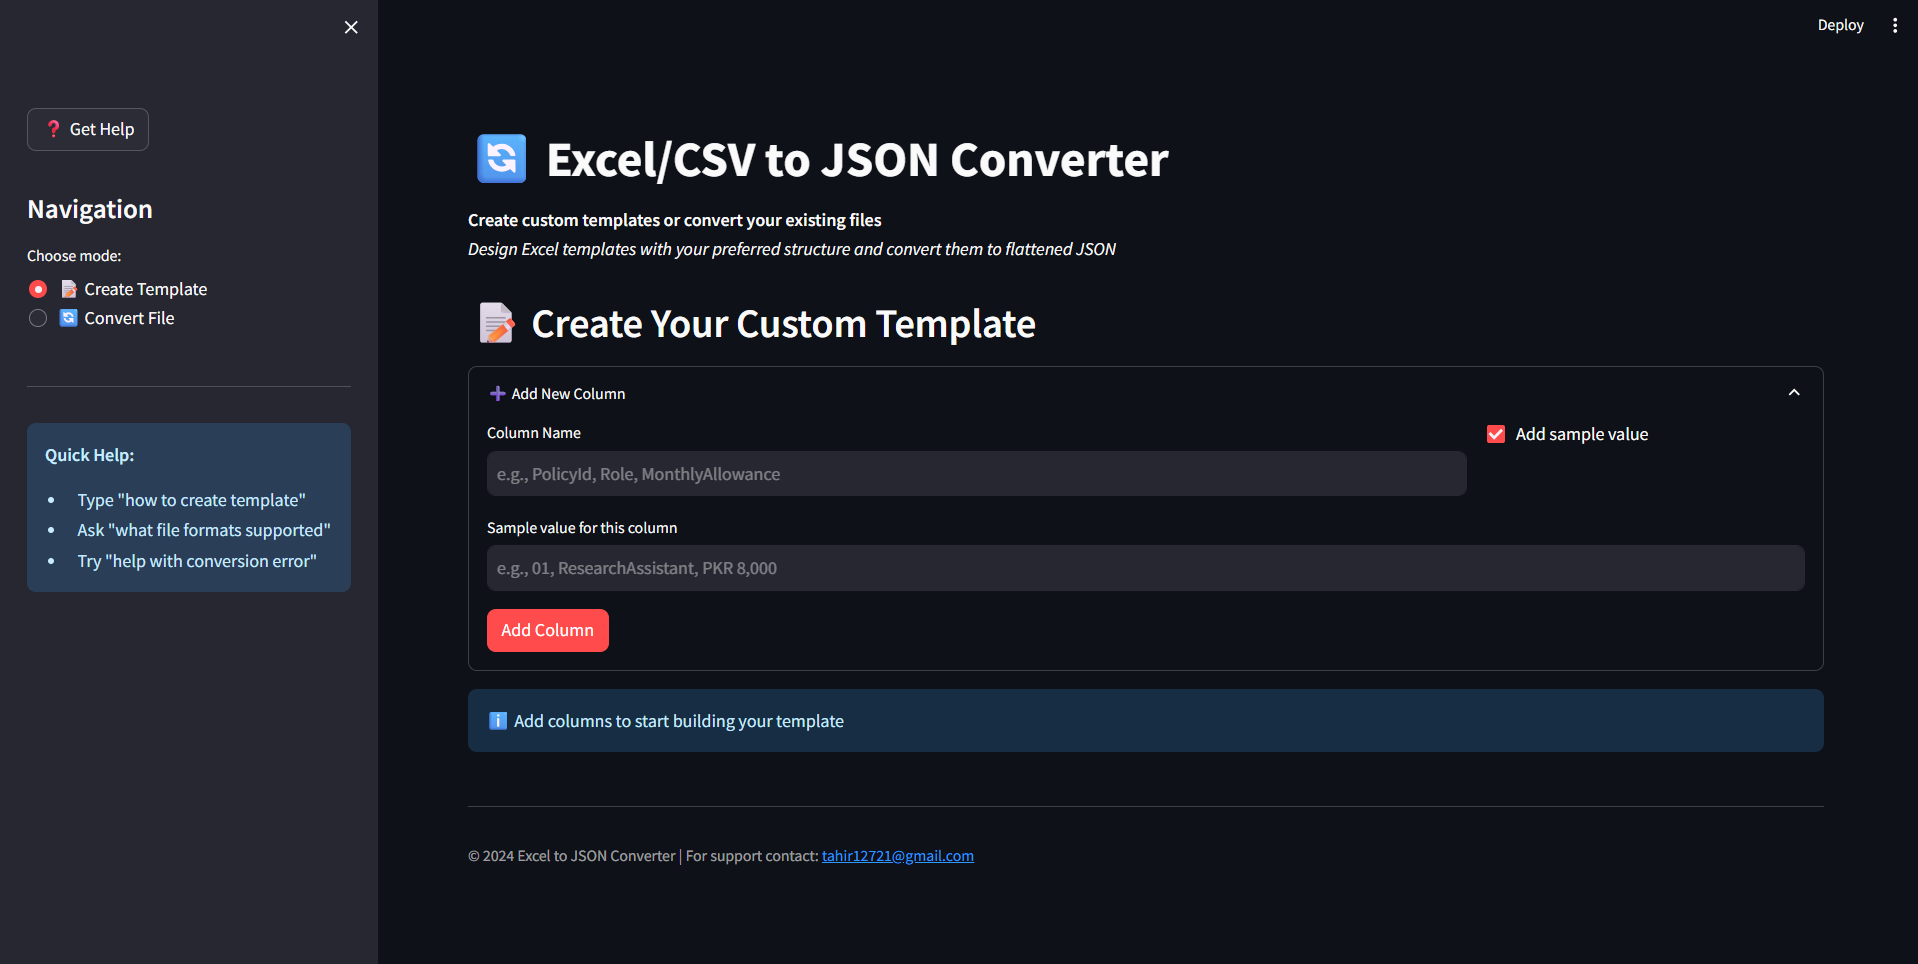 Deploy
Get Help
Navigation
Choose mode:
Create Template
Convert File
Quick Help:
Type "how to create template"
Ask "what file formats supported"
Try "help with conversion error"
Excel/CSV to JSON Converter
Create custom templates or convert your existing files
Design Excel templates with your preferred structure and convert them to flattened JSON
Create Your Custom Template
Add New Column
Column Name
Add sample value
e.g., PolicyId, Role, MonthlyAllowance
Sample value for this column
e.g., 01, ResearchAssistant, PKR 8,000
Add Column
Add columns to start building your template
© 2024 Excel to JSON Converter | For support contact: tahir12721@gmail.com